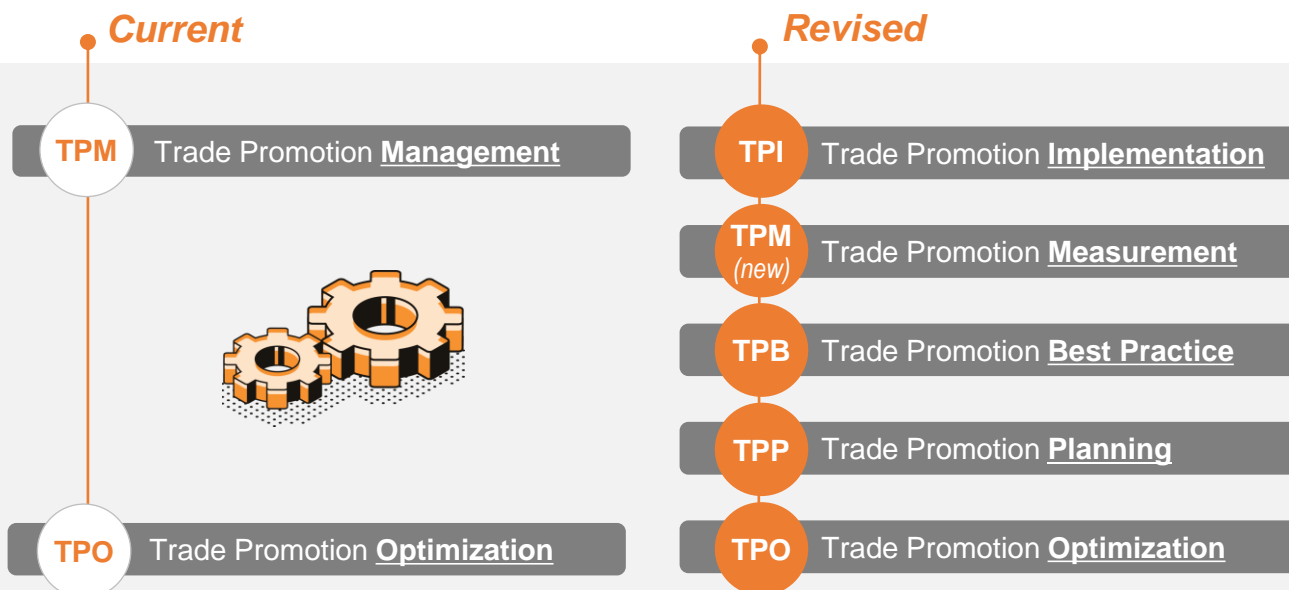 Current
TPM Trade Promotion Management
TPO Trade Promotion Optimization
Revised
TPI Trade Promotion Implementation
TPM
(new)
Trade Promotion Measurement
TPB Trade Promotion Best Practice
TPP Trade Promotion Planning
TPO Trade Promotion Optimization